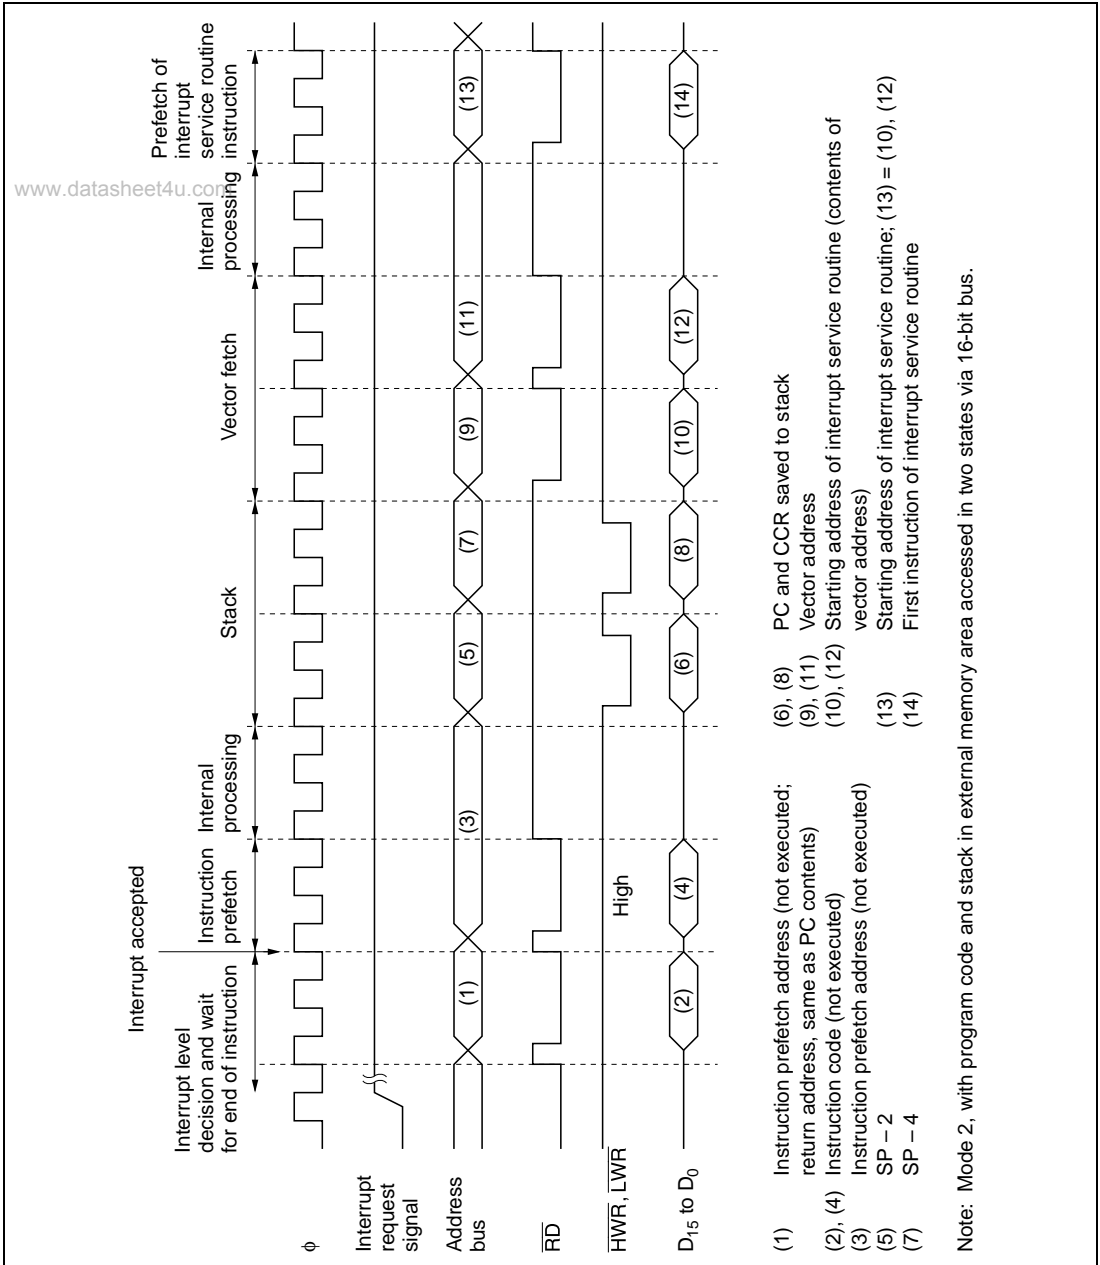 www.datasheet4u.com
Interrupt accepted
Interrupt level
decision and wait
for end of instruction
Instruction
prefetch
Internal
processing
Stack
Vector fetch
Internal
processing
Prefetch of
interrupt
service routine
instruction
φ
Interrupt
request
signal
Address
bus
(1)
(3)
(5)
(7)
(9)
(11)
(13)
RD
HWR, LWR
High
D15 to D0
(2)
(4)
(6)
(8)
(10)
(12)
(14)
(1) Instruction prefetch address (not executed;
return address, same as PC contents)
(2), (4) Instruction code (not executed)
(3) Instruction prefetch address (not executed)
(5) SP – 2
(7) SP – 4
(6), (8) PC and CCR saved to stack
(9), (11) Vector address
(10), (12) Starting address of interrupt service routine (contents of
vector address)
(13) Starting address of interrupt service routine; (13) = (10), (12)
(14) First instruction of interrupt service routine
Note: Mode 2, with program code and stack in external memory area accessed in two states via 16-bit bus.